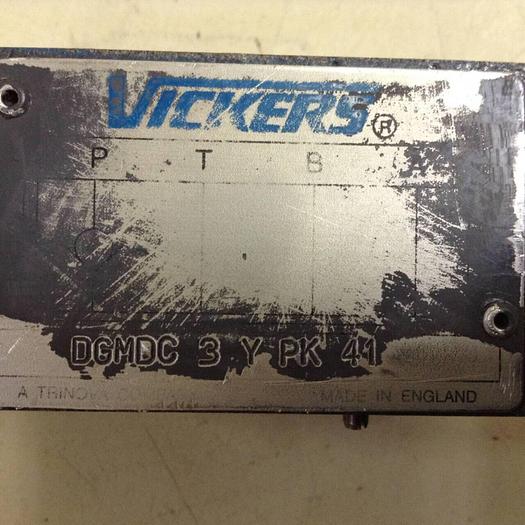 VICKERS®
P T B
DGMDC 3 Y PK 41
A TRINOVA
MADE IN ENGLAND